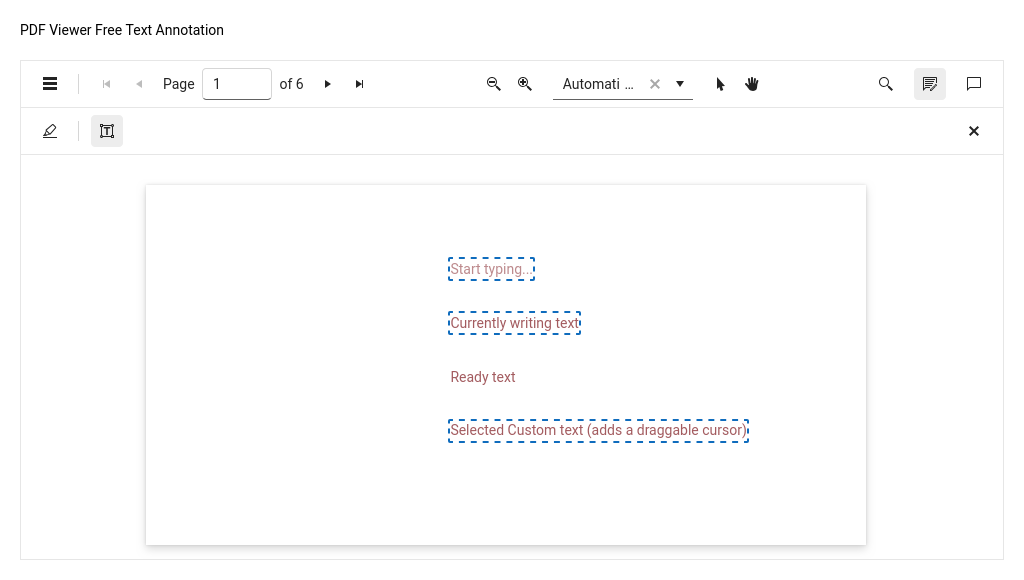 PDF Viewer Free Text Annotation
Page 1 of 6 Automati ...
Start typing...
Currently writing text
Ready text
Selected Custom text (adds a draggable cursor)